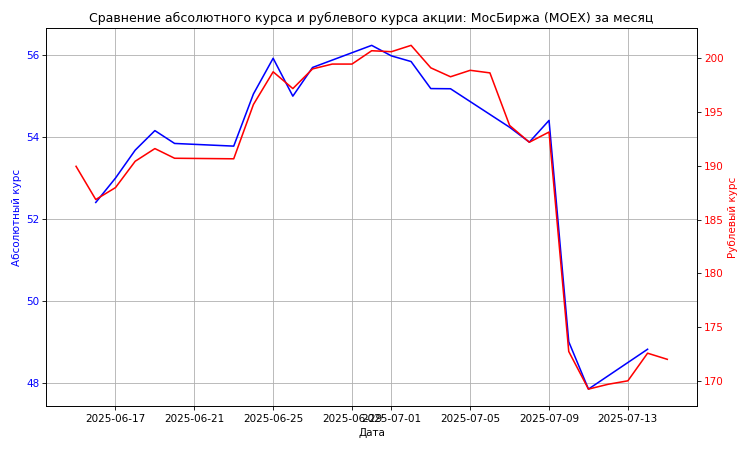 Сравнение абсолютного курса и рублевого курса акции: МосБиржа (MOEX) за месяц
56
54
52
50
48
Абсолютный курс
200
195
190
185
180
175
170
Рублевый курс
2025-06-17 2025-06-21 2025-06-25 2025-06-29 2025-07-01 2025-07-05 2025-07-09 2025-07-13
Дата